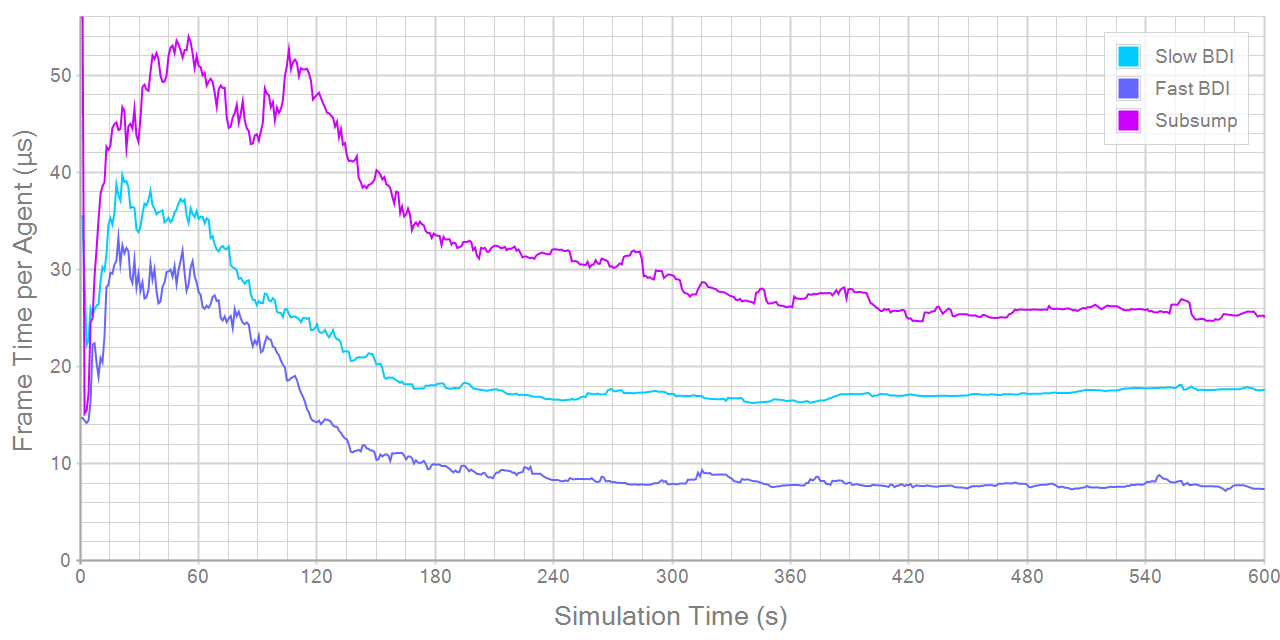 Slow BDI
Fast BDI
Subsump
Frame Time per Agent (µs)
50
40
30
20
10
0
0 60 120 180 240 300 360 420 480 540 600
Simulation Time (s)